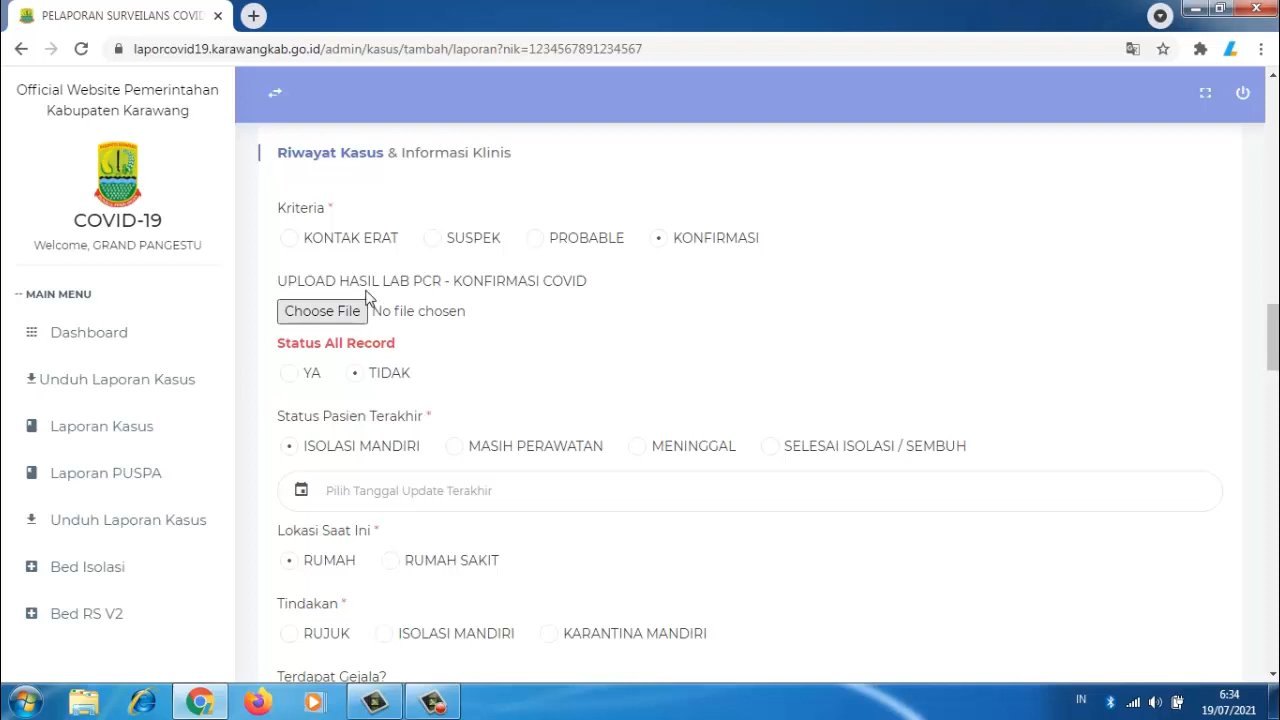 PELAPORAN SURVEILANS COVI
laporcovid19.karawangkab.go.id/admin/kasus/tambah/laporan?nik=1234567891234567
Official Website Pemerintahan
Kabupaten Karawang
COVID-19
Welcome, GRAND PANGESTU
-- MAIN MENU
Dashboard
Unduh Laporan Kasus
Laporan Kasus
Laporan PUSPA
Unduh Laporan Kasus
Bed Isolasi
Bed RS V2
Riwayat Kasus & Informasi Klinis
Kriteria *
KONTAK ERAT SUSPEK PROBABLE KONFIRMASI
UPLOAD HASIL LAB PCR - KONFIRMASI COVID
Choose File No file chosen
Status All Record
YA TIDAK
Status Pasien Terakhir *
ISOLASI MANDIRI MASIH PERAWATAN MENINGGAL SELESAI ISOLASI / SEMBUH
Pilih Tanggal Update Terakhir
Lokasi Saat Ini *
RUMAH RUMAH SAKIT
Tindakan *
RUJUK ISOLASI MANDIRI KARANTINA MANDIRI
Terdapat Gejala?
IN
6:34
19/07/2021